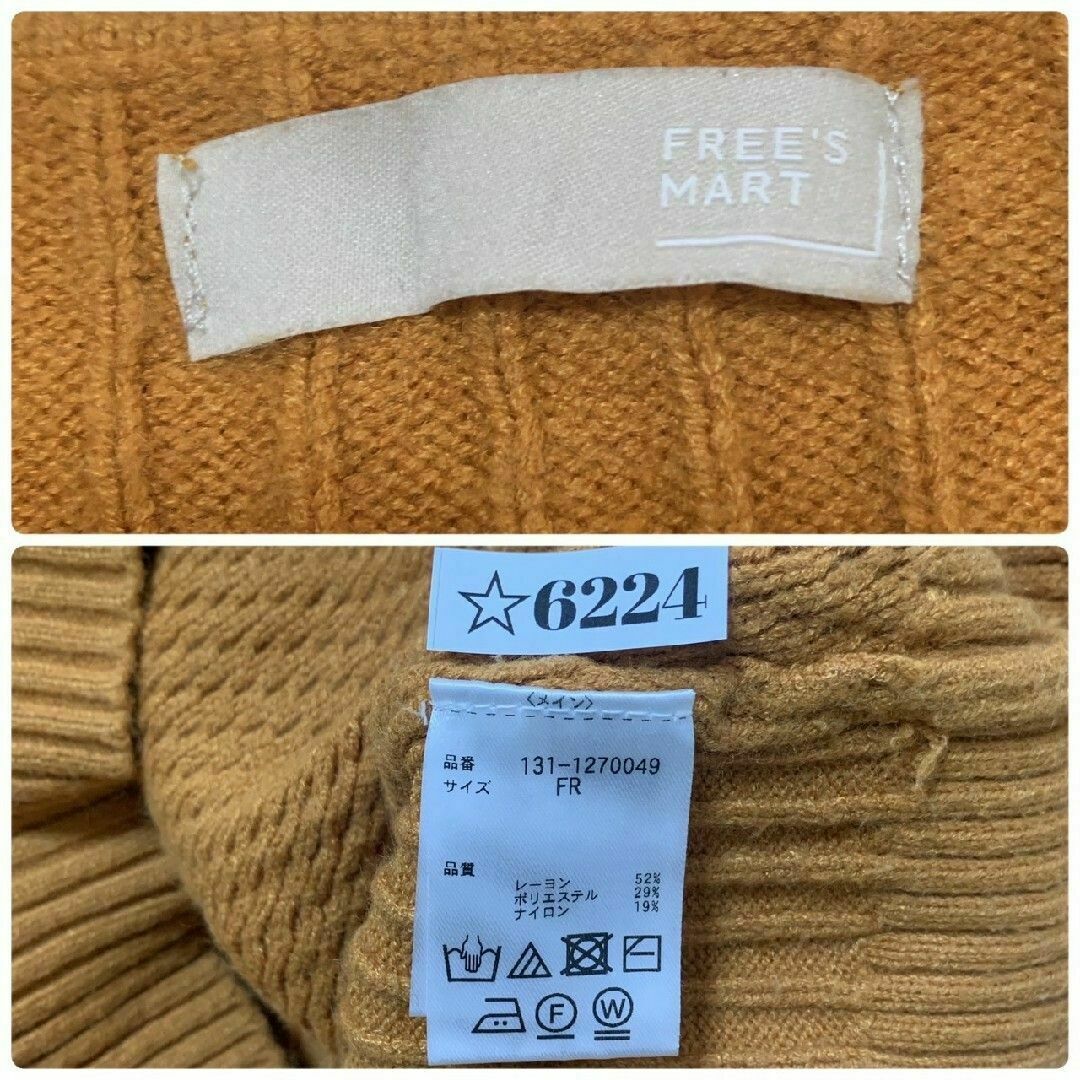 FREE'S
MART
☆6224
〈メイン〉
品番 131-1270049
サイズ FR
品質
レーヨン 52%
ポリエステル 29%
ナイロン 19%
F W